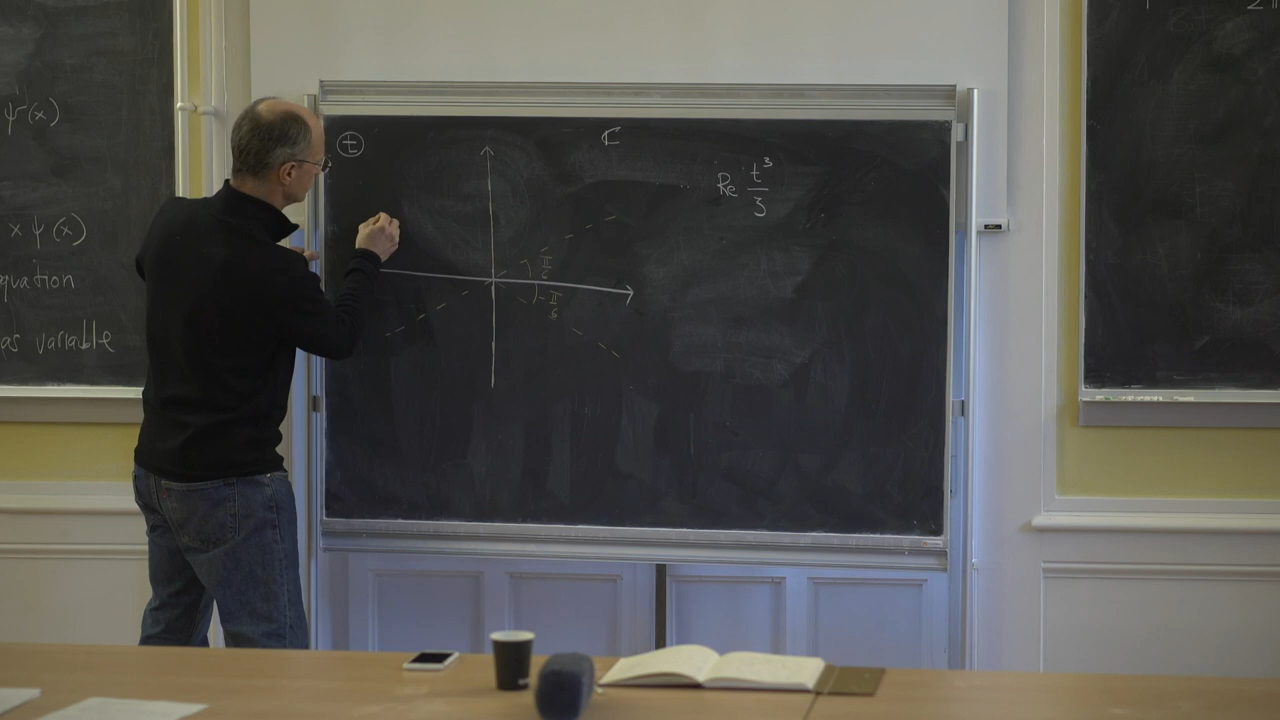 ψ(x)
x ψ(x)
quation
as variable
t
C
Re t³/3
π/6
-π/6